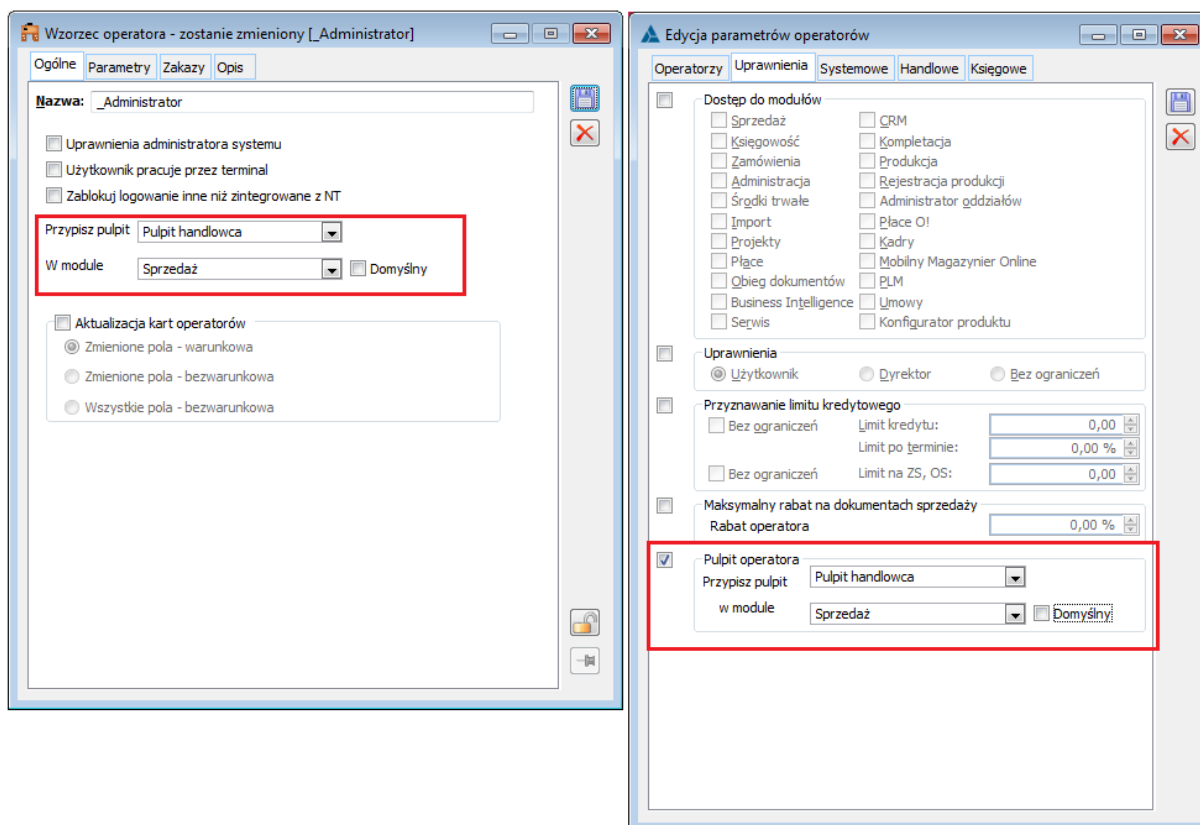 Wzorzec operatora - zostanie zmieniony [_Administrator]
Ogólne Parametry Zakazy Opis
Nazwa: _Administrator
Uprawnienia administratora systemu
Użytkownik pracuje przez terminal
Zablokuj logowanie inne niż zintegrowane z NT
Przypisz pulpit Pulpit handlowca
W module Sprzedaż Domyślny
Aktualizacja kart operatorów
Zmienione pola - warunkowa
Zmienione pola - bezwarunkowa
Wszystkie pola - bezwarunkowa
Edycja parametrów operatorów
Operatorzy Uprawnienia Systemowe Handlowe Księgowe
Dostęp do modułów
Sprzedaż CRM
Księgowość Kompletacja
Zamówienia Produkcja
Administracja Rejestracja produkcji
Środki trwałe Administrator oddziałów
Import Płace O!
Projekty Kadry
Płace Mobilny Magazynier Online
Obieg dokumentów PLM
Business Intelligence Umowy
Serwis Konfigurator produktu
Uprawnienia
Użytkownik Dyrektor Bez ograniczeń
Przyznawanie limitu kredytowego
Bez ograniczeń Limit kredytu: 0,00
Limit po terminie: 0,00 %
Bez ograniczeń Limit na ZS, OS: 0,00
Maksymalny rabat na dokumentach sprzedaży
Rabat operatora 0,00 %
Pulpit operatora
Przypisz pulpit Pulpit handlowca
w module Sprzedaż Domyślny